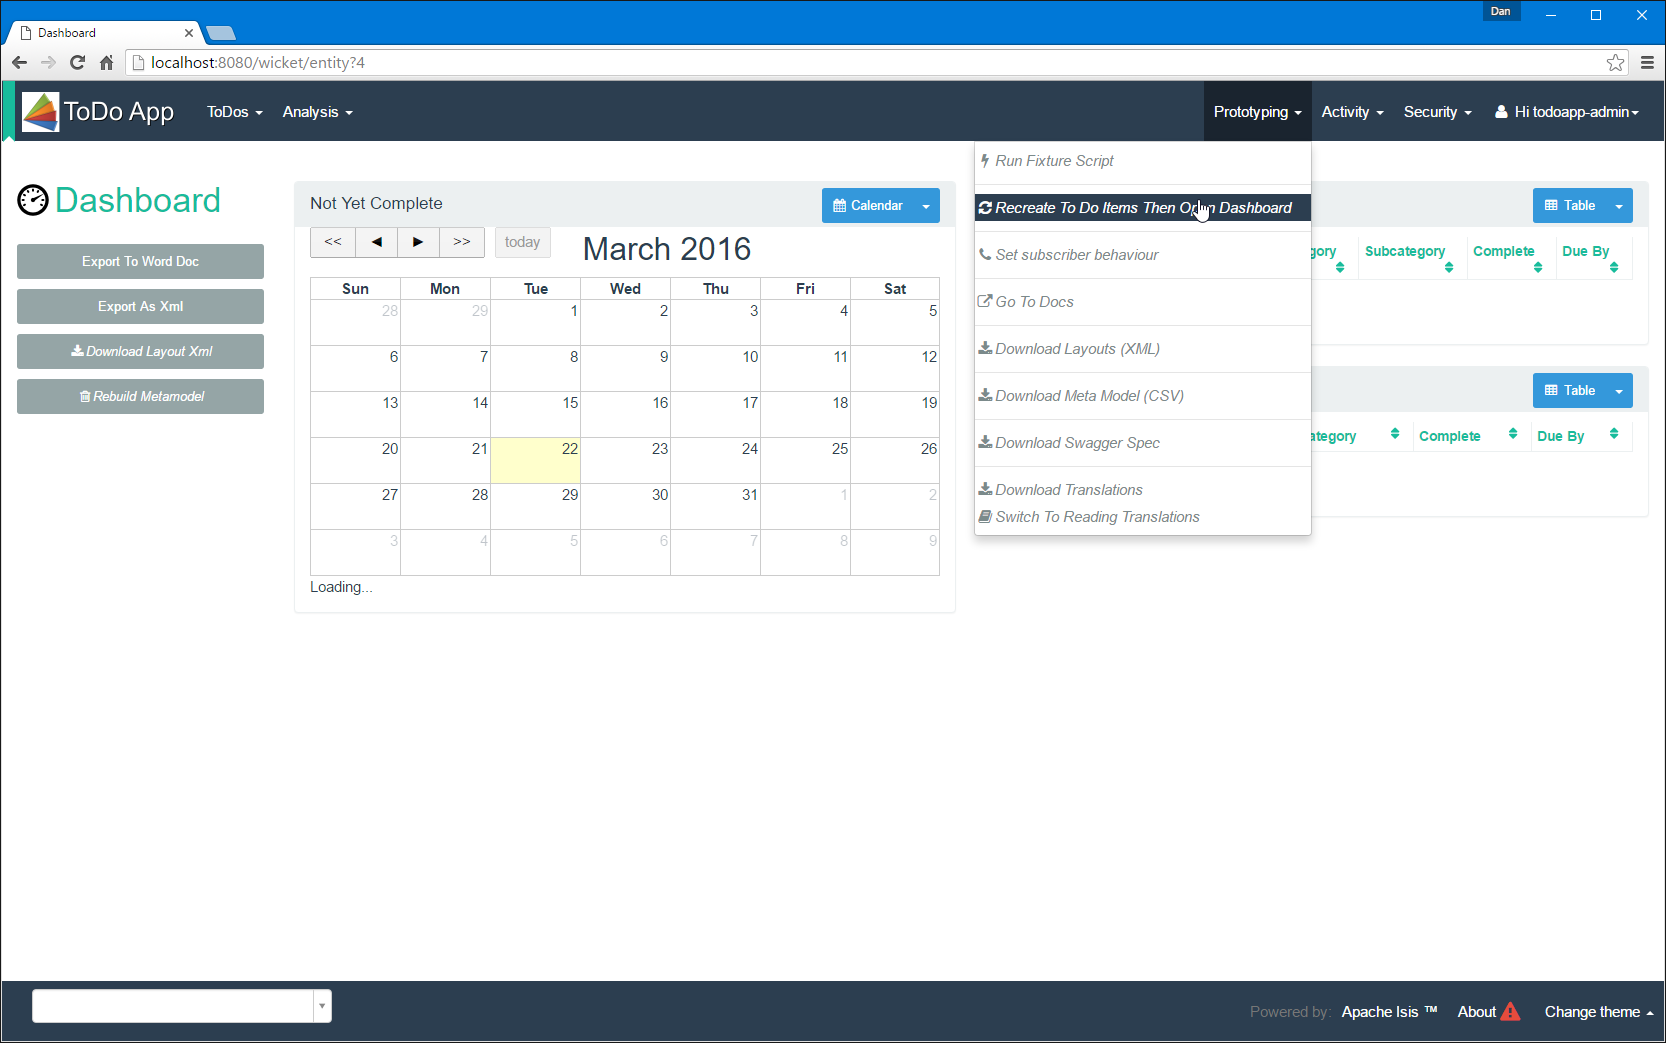 Dan
Dashboard
localhost:8080/wicket/entity?4
ToDo App ToDos Analysis Prototyping Activity Security Hi todoapp-admin
Dashboard
Export To Word Doc
Export As Xml
Download Layout Xml
Rebuild Metamodel
Not Yet Complete Calendar
<< ◀ ▶ >> today March 2016
Sun Mon Tue Wed Thu Fri Sat
28 29 1 2 3 4 5
6 7 8 9 10 11 12
13 14 15 16 17 18 19
20 21 22 23 24 25 26
27 28 29 30 31 1 2
3 4 5 6 7 8 9
Loading...
Run Fixture Script
Recreate To Do Items Then Dashboard
Set subscriber behaviour
Go To Docs
Download Layouts (XML)
Download Meta Model (CSV)
Download Swagger Spec
Download Translations
Switch To Reading Translations
Table
gory Subcategory Complete Due By
Table
ategory Complete Due By
Powered by: Apache Isis ™ About Change theme